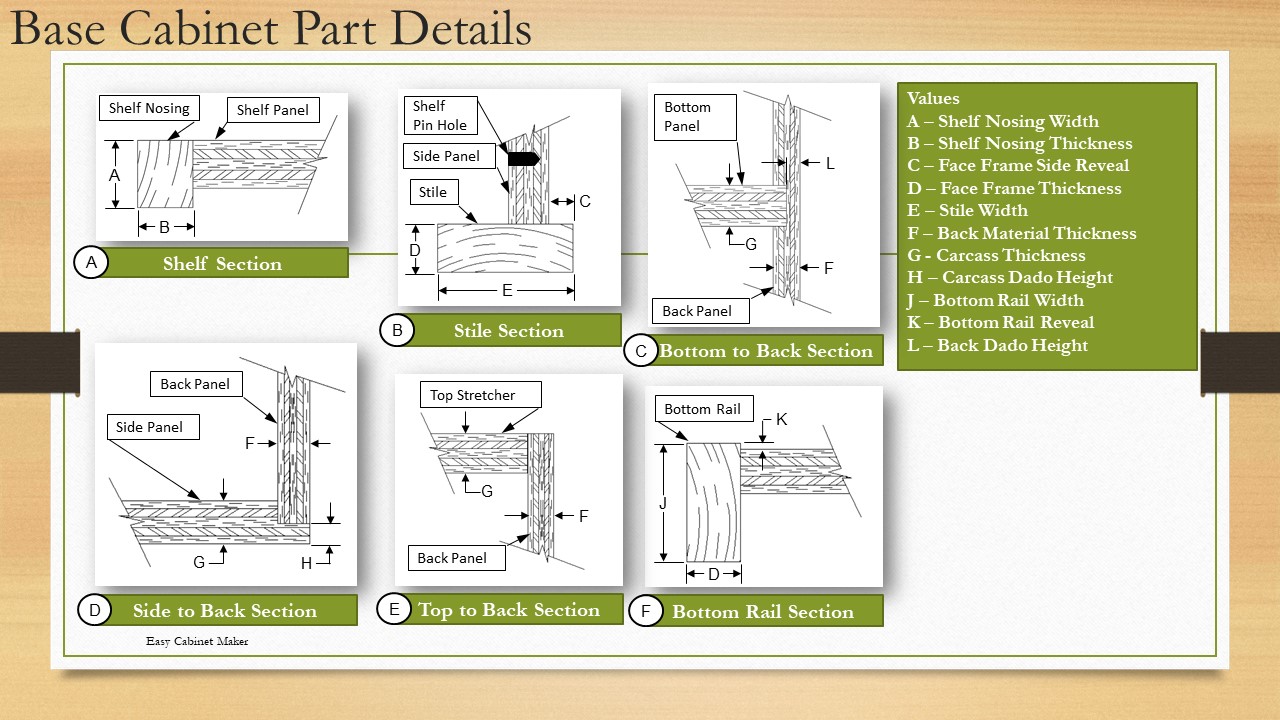 Base Cabinet Part Details
Shelf Nosing
Shelf Panel
A
B
A
Shelf Section
Shelf
Pin Hole
Side Panel
Stile
C
D
E
B
Stile Section
Bottom
Panel
L
G
F
Back Panel
C
Bottom to Back Section
Values
A – Shelf Nosing Width
B – Shelf Nosing Thickness
C – Face Frame Side Reveal
D – Face Frame Thickness
E – Stile Width
F – Back Material Thickness
G - Carcass Thickness
H – Carcass Dado Height
J – Bottom Rail Width
K – Bottom Rail Reveal
L – Back Dado Height
Back Panel
Side Panel
F
G
H
D
Side to Back Section
Top Stretcher
G
F
Back Panel
E
Top to Back Section
Bottom Rail
K
J
D
F
Bottom Rail Section
Easy Cabinet Maker